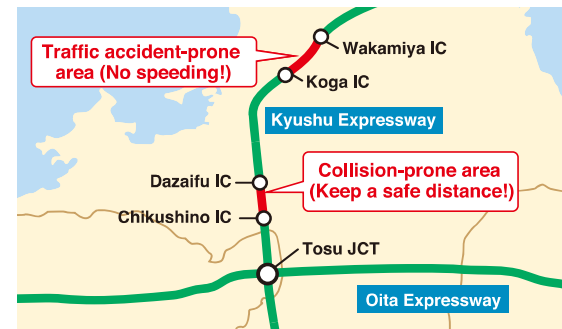 Wakamiya IC
Traffic accident-prone
area (No speeding!)
Koga IC
Kyushu Expressway
Dazaifu IC
Collision-prone area
(Keep a safe distance!)
Chikushino IC
Tosu JCT
Oita Expressway